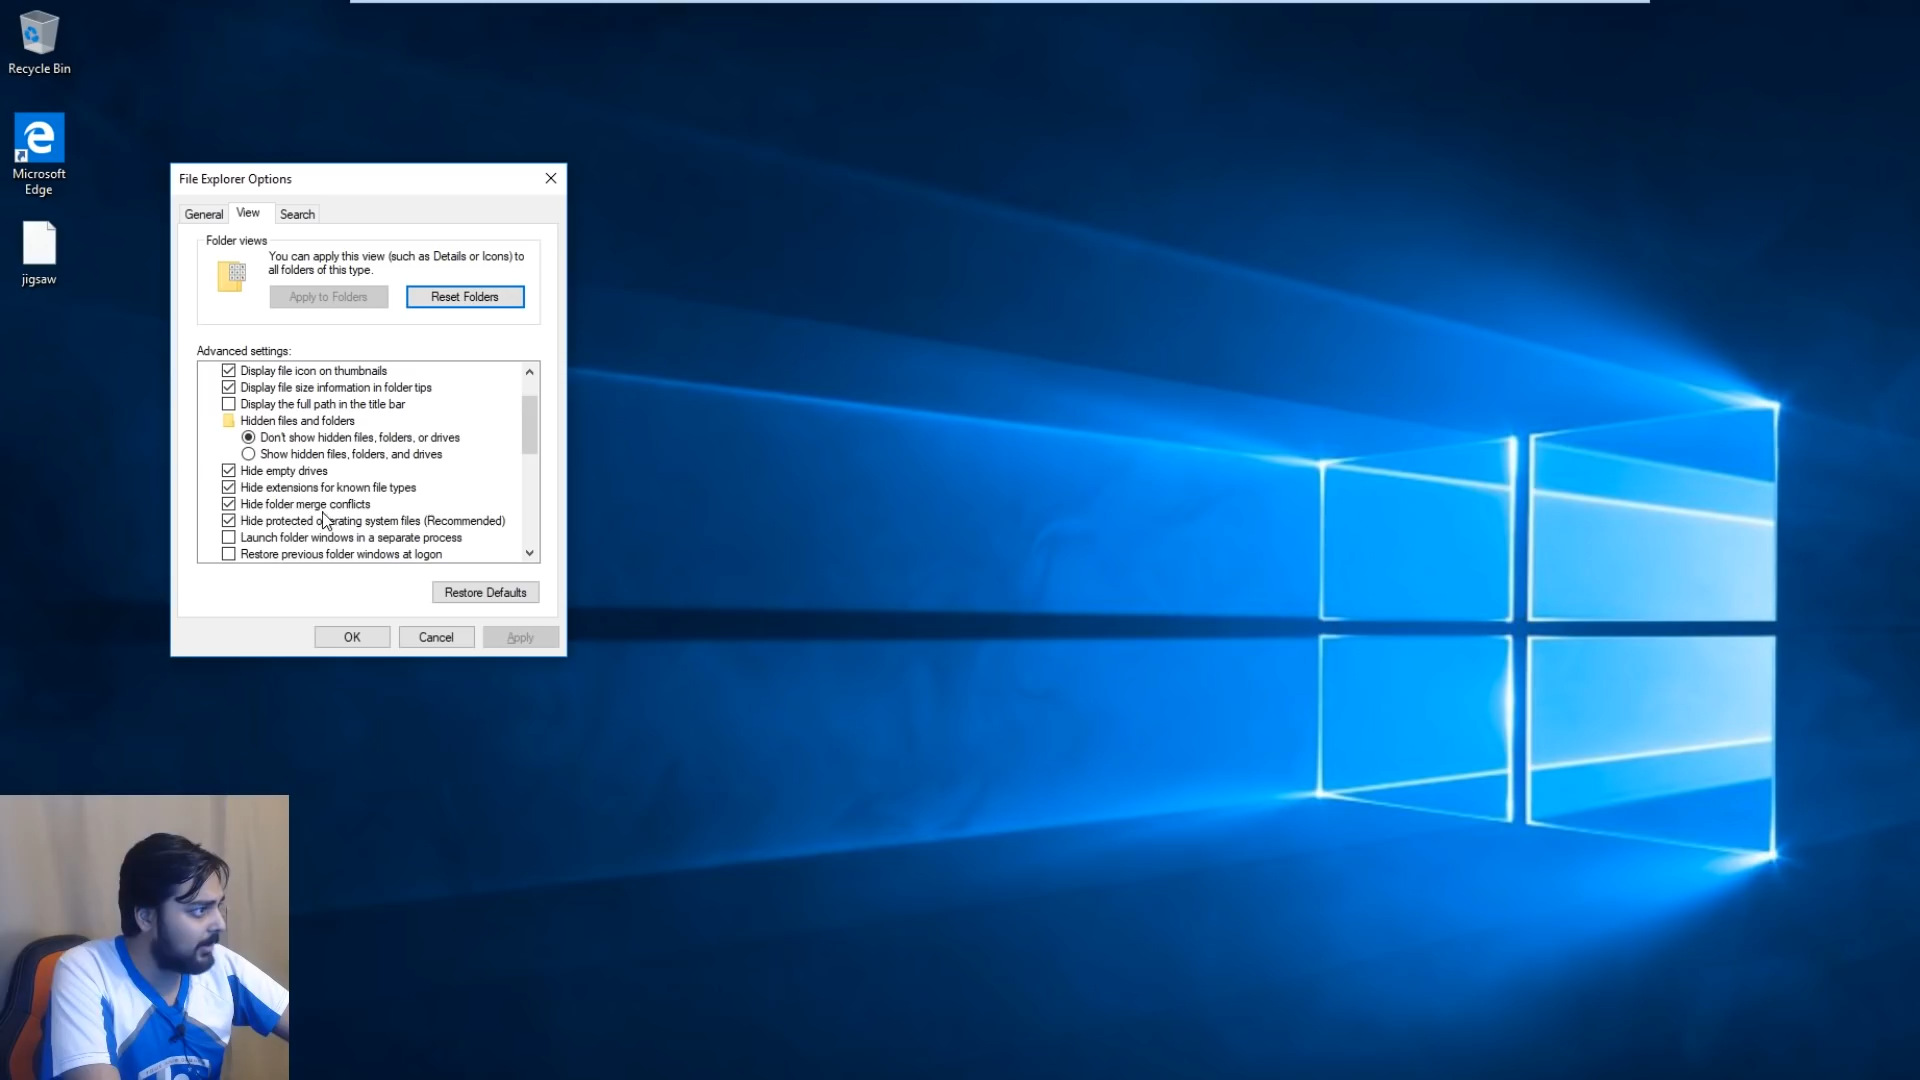 Recycle Bin
Microsoft
Edge
jigsaw
File Explorer Options
General
View
Search
Folder views
You can apply this view (such as Details or Icons) to
all folders of this type.
Apply to Folders
Reset Folders
Advanced settings:
Display file icon on thumbnails
Display file size information in folder tips
Display the full path in the title bar
Hidden files and folders
Don't show hidden files, folders, or drives
Show hidden files, folders, and drives
Hide empty drives
Hide extensions for known file types
Hide folder merge conflicts
Hide protected operating system files (Recommended)
Launch folder windows in a separate process
Restore previous folder windows at logon
Restore Defaults
OK
Cancel
Apply